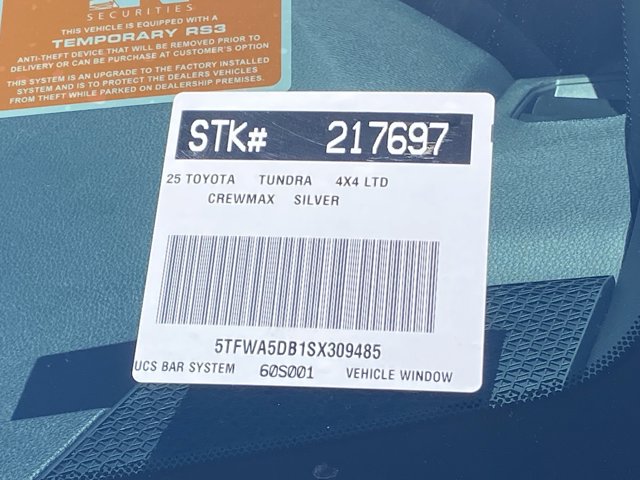 SECURITIES
THIS VEHICLE IS EQUIPPED WITH A
TEMPORARY RS3
ANTI-THEFT DEVICE THAT WILL BE REMOVED PRIOR TO
DELIVERY OR CAN BE PURCHASE AT CUSTOMER'S OPTION
THIS SYSTEM IS AN UPGRADE TO THE FACTORY INSTALLED
SYSTEM AND IS TO PROTECT THE DEALERS VEHICLES
FROM THEFT WHILE PARKED ON DEALERSHIP PREMISES.
STK# 217697
25 TOYOTA TUNDRA 4X4 LTD
CREWMAX SILVER
5TFWA5DB1SX309485
UCS BAR SYSTEM 60S001 VEHICLE WINDOW